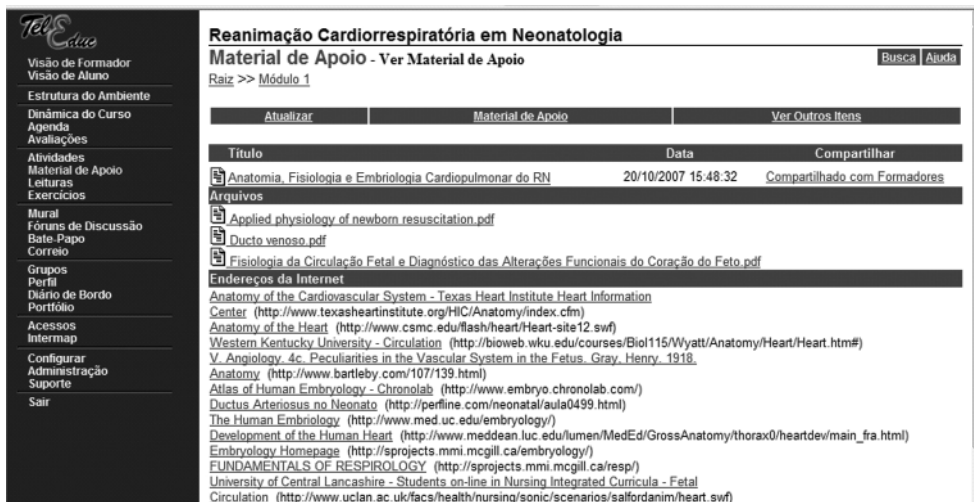 TelEduc
Visão de Formador
Visão de Aluno
Estrutura do Ambiente
Dinâmica do Curso
Agenda
Avaliações
Atividades
Material de Apoio
Leituras
Exercícios
Mural
Fóruns de Discussão
Bate-Papo
Correio
Grupos
Perfil
Diário de Bordo
Portfólio
Acessos
Intermap
Configurar
Administração
Suporte
Sair
Reanimação Cardiorrespiratória em Neonatologia
Material de Apoio - Ver Material de Apoio
Busca Ajuda
Raiz >> Módulo 1
Atualizar Material de Apoio Ver Outros Itens
Título Data Compartilhar
Anatomia, Fisiologia e Embriologia Cardiopulmonar do RN 20/10/2007 15:48:32 Compartilhado com Formadores
Arquivos
Applied physiology of newborn resuscitation.pdf
Ducto venoso.pdf
Fisiologia da Circulação Fetal e Diagnóstico das Alterações Funcionais do Coração do Feto.pdf
Endereços da Internet
Anatomy of the Cardiovascular System - Texas Heart Institute Heart Information
Center (http://www.texasheartinstitute.org/HIC/Anatomy/index.cfm)
Anatomy of the Heart (http://www.csmc.edu/flash/heart/Heart-site12.swf)
Western Kentucky University - Circulation (http://bioweb.wku.edu/courses/Biol115/Wyatt/Anatomy/Heart/Heart.htm#)
V. Angiology. 4c. Peculiarities in the Vascular System in the Fetus. Gray, Henry. 1918.
Anatomy (http://www.bartleby.com/107/139.html)
Atlas of Human Embryology - Chronolab (http://www.embryo.chronolab.com/)
Ductus Arteriosus no Neonato (http://perfline.com/neonatal/aula0499.html)
The Human Embriology (http://www.med.uc.edu/embryology/)
Development of the Human Heart (http://www.meddean.luc.edu/lumen/MedEd/GrossAnatomy/thorax0/heartdev/main_fra.html)
Embryology Homepage (http://sprojects.mmi.mcgill.ca/embryology/)
FUNDAMENTALS OF RESPIROLOGY (http://sprojects.mmi.mcgill.ca/resp/)
University of Central Lancashire - Students on-line in Nursing Integrated Curricula - Fetal
Circulation (http://www.uclan.ac.uk/facs/health/nursing/sonic/scenarios/salfordanim/heart.swf)